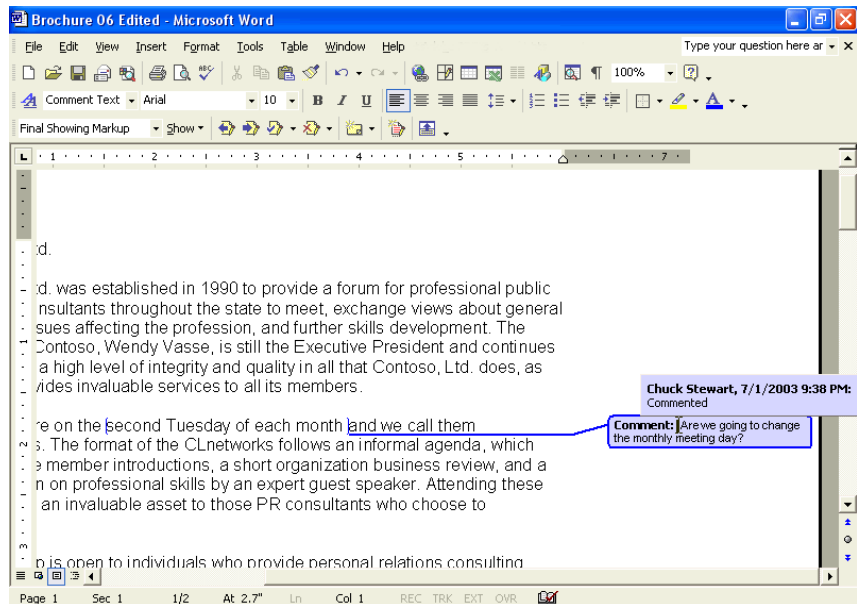 Brochure 06 Edited - Microsoft Word
File Edit View Insert Format Tools Table Window Help Type your question here ar
100%
Comment Text Arial 10 B I U A
Final Showing Markup Show
L 1 2 3 4 5 7
:d.
:d. was established in 1990 to provide a forum for professional public
nsultants throughout the state to meet, exchange views about general
sues affecting the profession, and further skills development. The
Contoso, Wendy Vasse, is still the Executive President and continues
a high level of integrity and quality in all that Contoso, Ltd. does, as
vides invaluable services to all its members.
Chuck Stewart, 7/1/2003 9:38 PM:
Commented
re on the second Tuesday of each month and we call them
Comment: Are we going to change
the monthly meeting day?
s. The format of the CLnetworks follows an informal agenda, which
e member introductions, a short organization business review, and a
n on professional skills by an expert guest speaker. Attending these
an invaluable asset to those PR consultants who choose to
p is open to individuals who provide personal relations consulting
Page 1 Sec 1 1/2 At 2.7" Ln Col 1 REC TRK EXT OVR